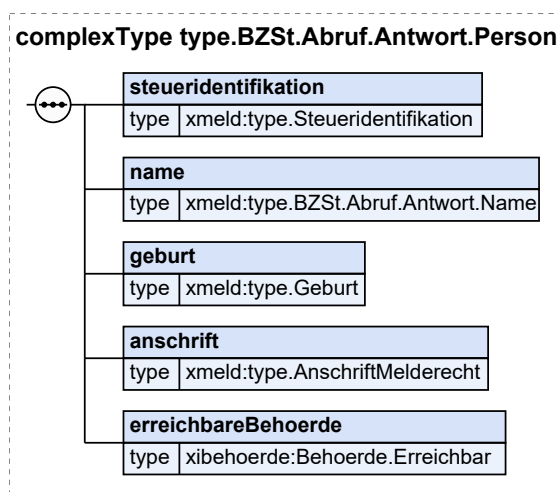 complexType type.BZSt.Abruf.Antwort.Person
steueridentifikation
type xmeld:type.Steueridentifikation
name
type xmeld:type.BZSt.Abruf.Antwort.Name
geburt
type xmeld:type.Geburt
anschrift
type xmeld:type.AnschriftMelderecht
erreichbareBehoerde
type xibehoerde:Behoerde.Erreichbar